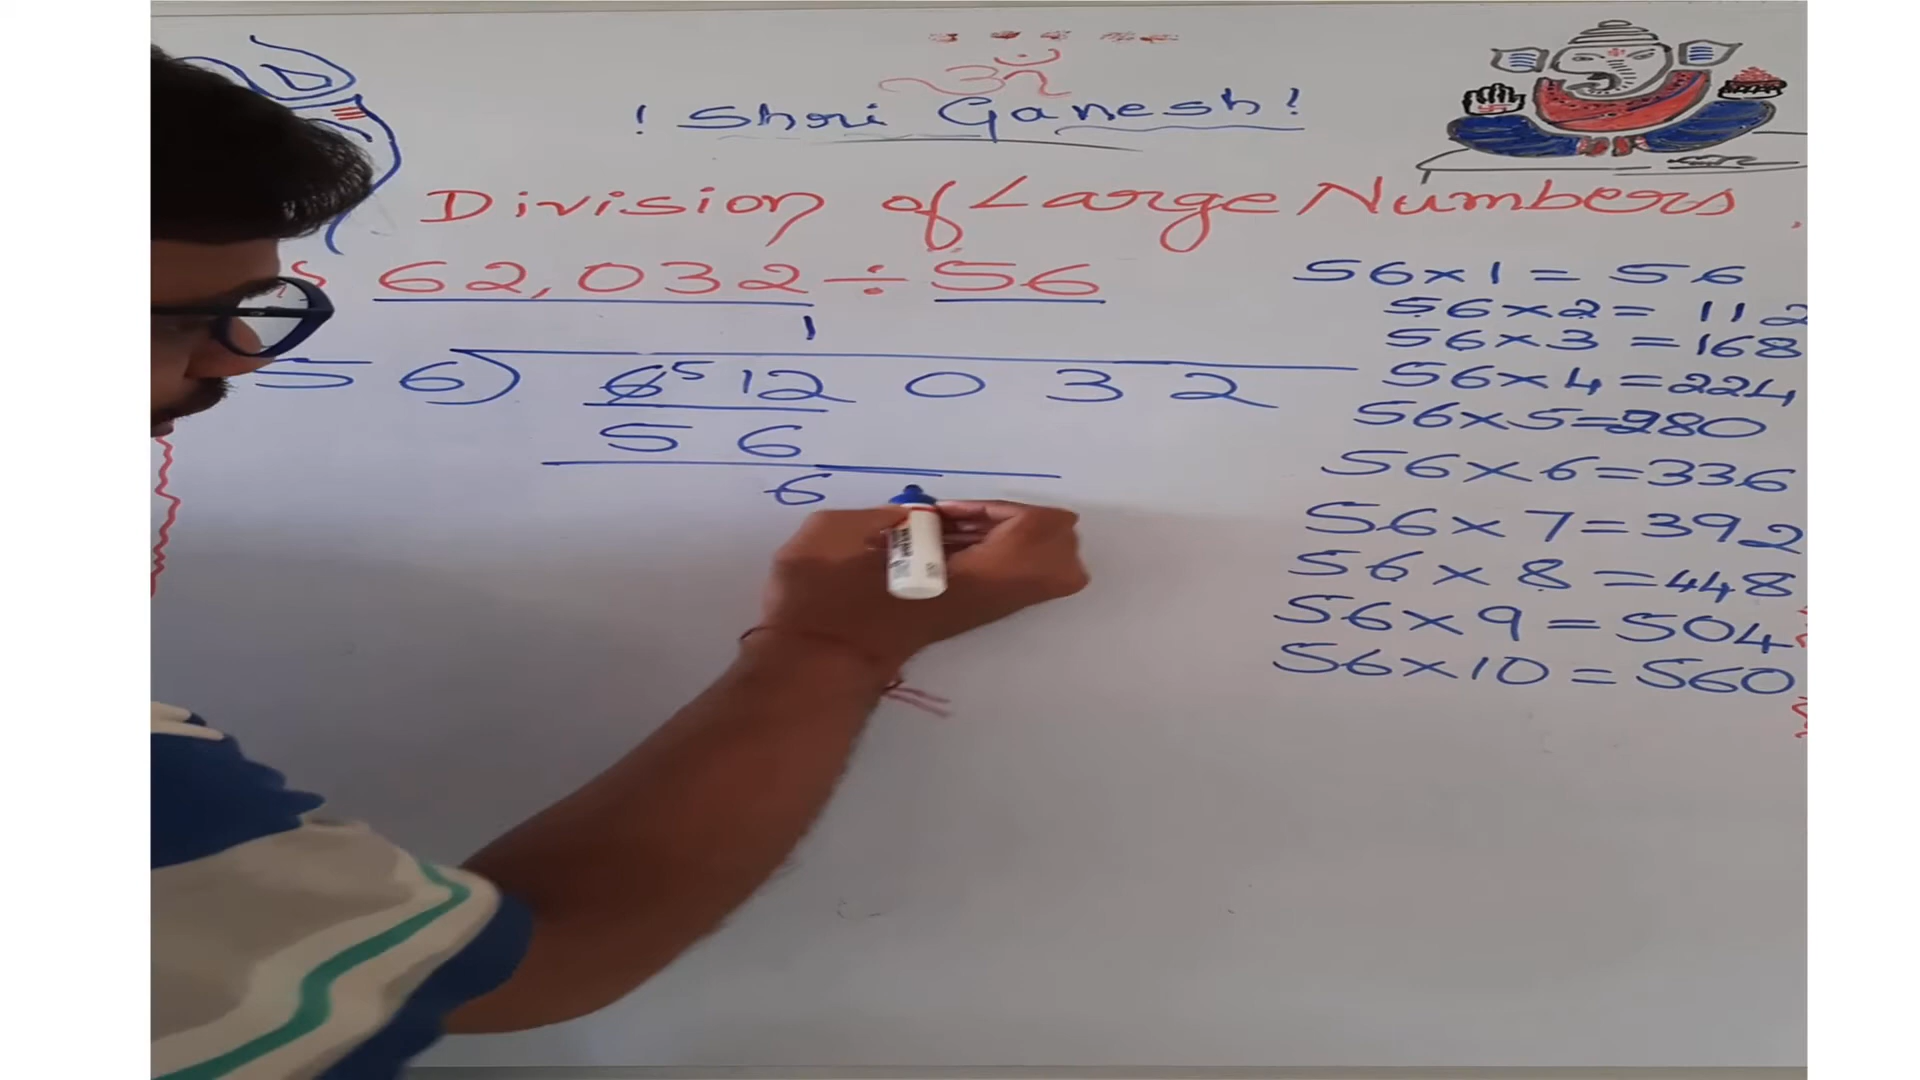 ॐ
! Shri Ganesh !
Division of Large Numbers
62,032 ÷ 56
1
56) 6 5 12 0 3 2
56
6
56 × 1 = 56
56 × 2 = 112
56 × 3 = 168
56 × 4 = 224
56 × 5 = 280
56 × 6 = 336
56 × 7 = 392
56 × 8 = 448
56 × 9 = 504
56 × 10 = 560